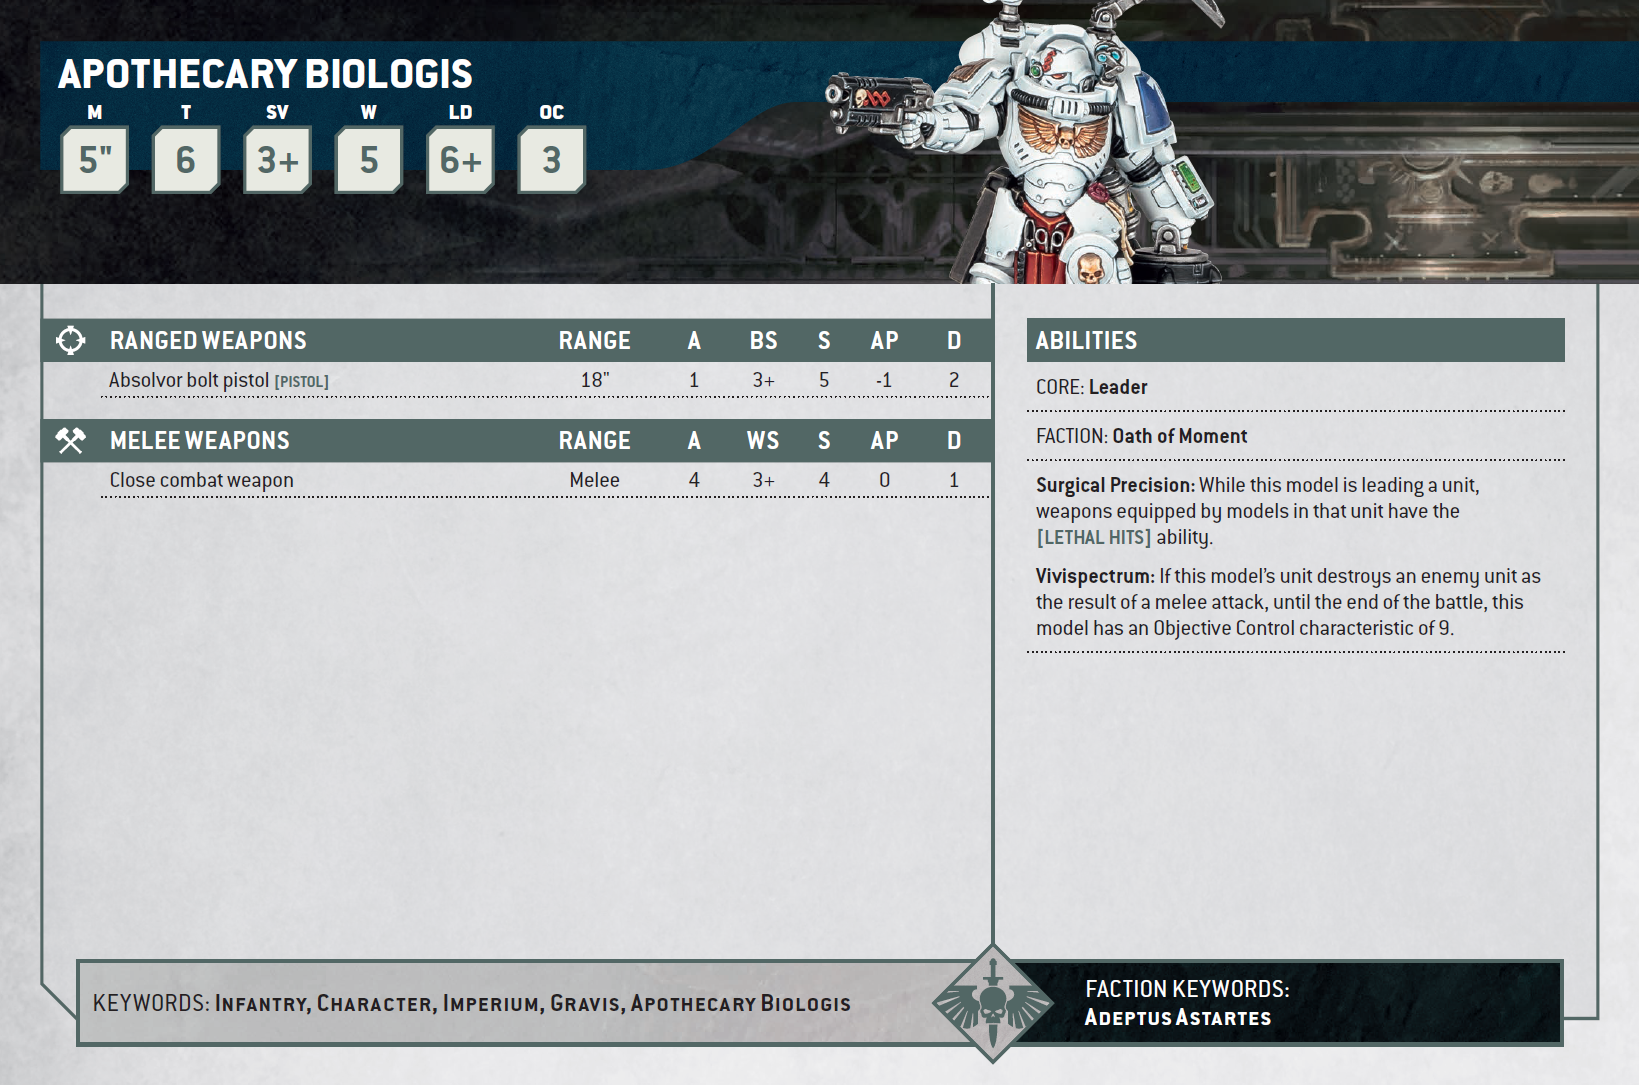 APOTHECARY BIOLOGIS
M T SV W LD OC
5" 6 3+ 5 6+ 3
RANGED WEAPONS RANGE A BS S AP D
Absolvor bolt pistol [PISTOL] 18" 1 3+ 5 -1 2
MELEE WEAPONS RANGE A WS S AP D
Close combat weapon Melee 4 3+ 4 0 1
ABILITIES
CORE: Leader
FACTION: Oath of Moment
Surgical Precision: While this model is leading a unit,
weapons equipped by models in that unit have the
[LETHAL HITS] ability.
Vivispectrum: If this model's unit destroys an enemy unit as
the result of a melee attack, until the end of the battle, this
model has an Objective Control characteristic of 9.
KEYWORDS: INFANTRY, CHARACTER, IMPERIUM, GRAVIS, APOTHECARY BIOLOGIS
FACTION KEYWORDS:
ADEPTUS ASTARTES